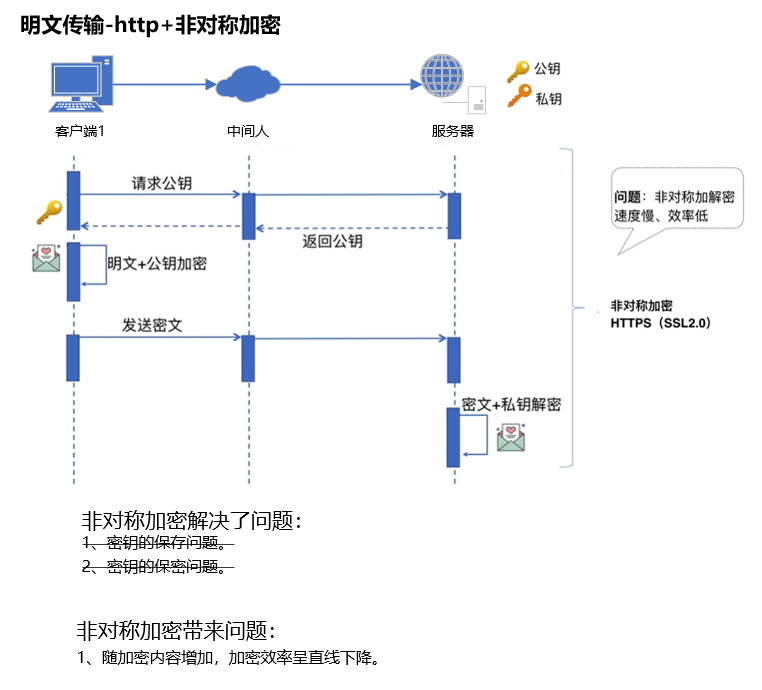 明文传输-http+非对称加密
公钥
私钥
客户端1
中间人
服务器
请求公钥
返回公钥
问题：非对称加解密
速度慢、效率低
明文+公钥加密
非对称加密
HTTPS（SSL2.0）
发送密文
密文+私钥解密
非对称加密解决了问题：
1、密钥的保存问题。
2、密钥的保密问题。
非对称加密带来问题：
1、随加密内容增加，加密效率呈直线下降。